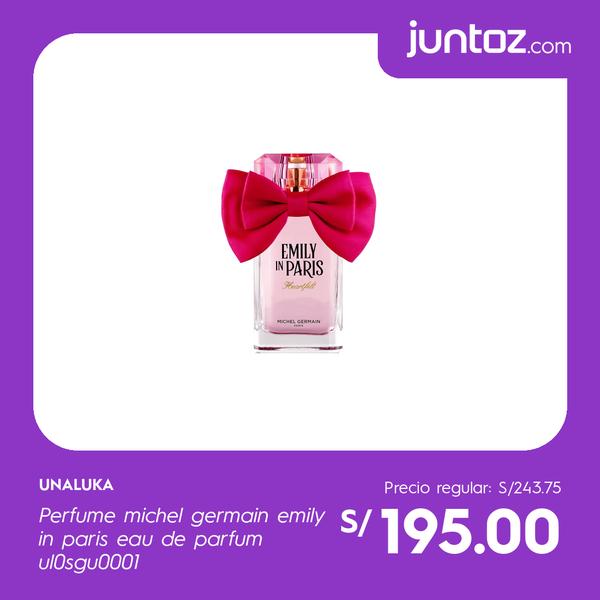 juntoz.com
EMILY
IN PARIS
Heartfelt
MICHEL GERMAIN
PARIS
UNALUKA
Perfume michel germain emily
in paris eau de parfum
ul0sgu0001
Precio regular: S/243.75
S/195.00